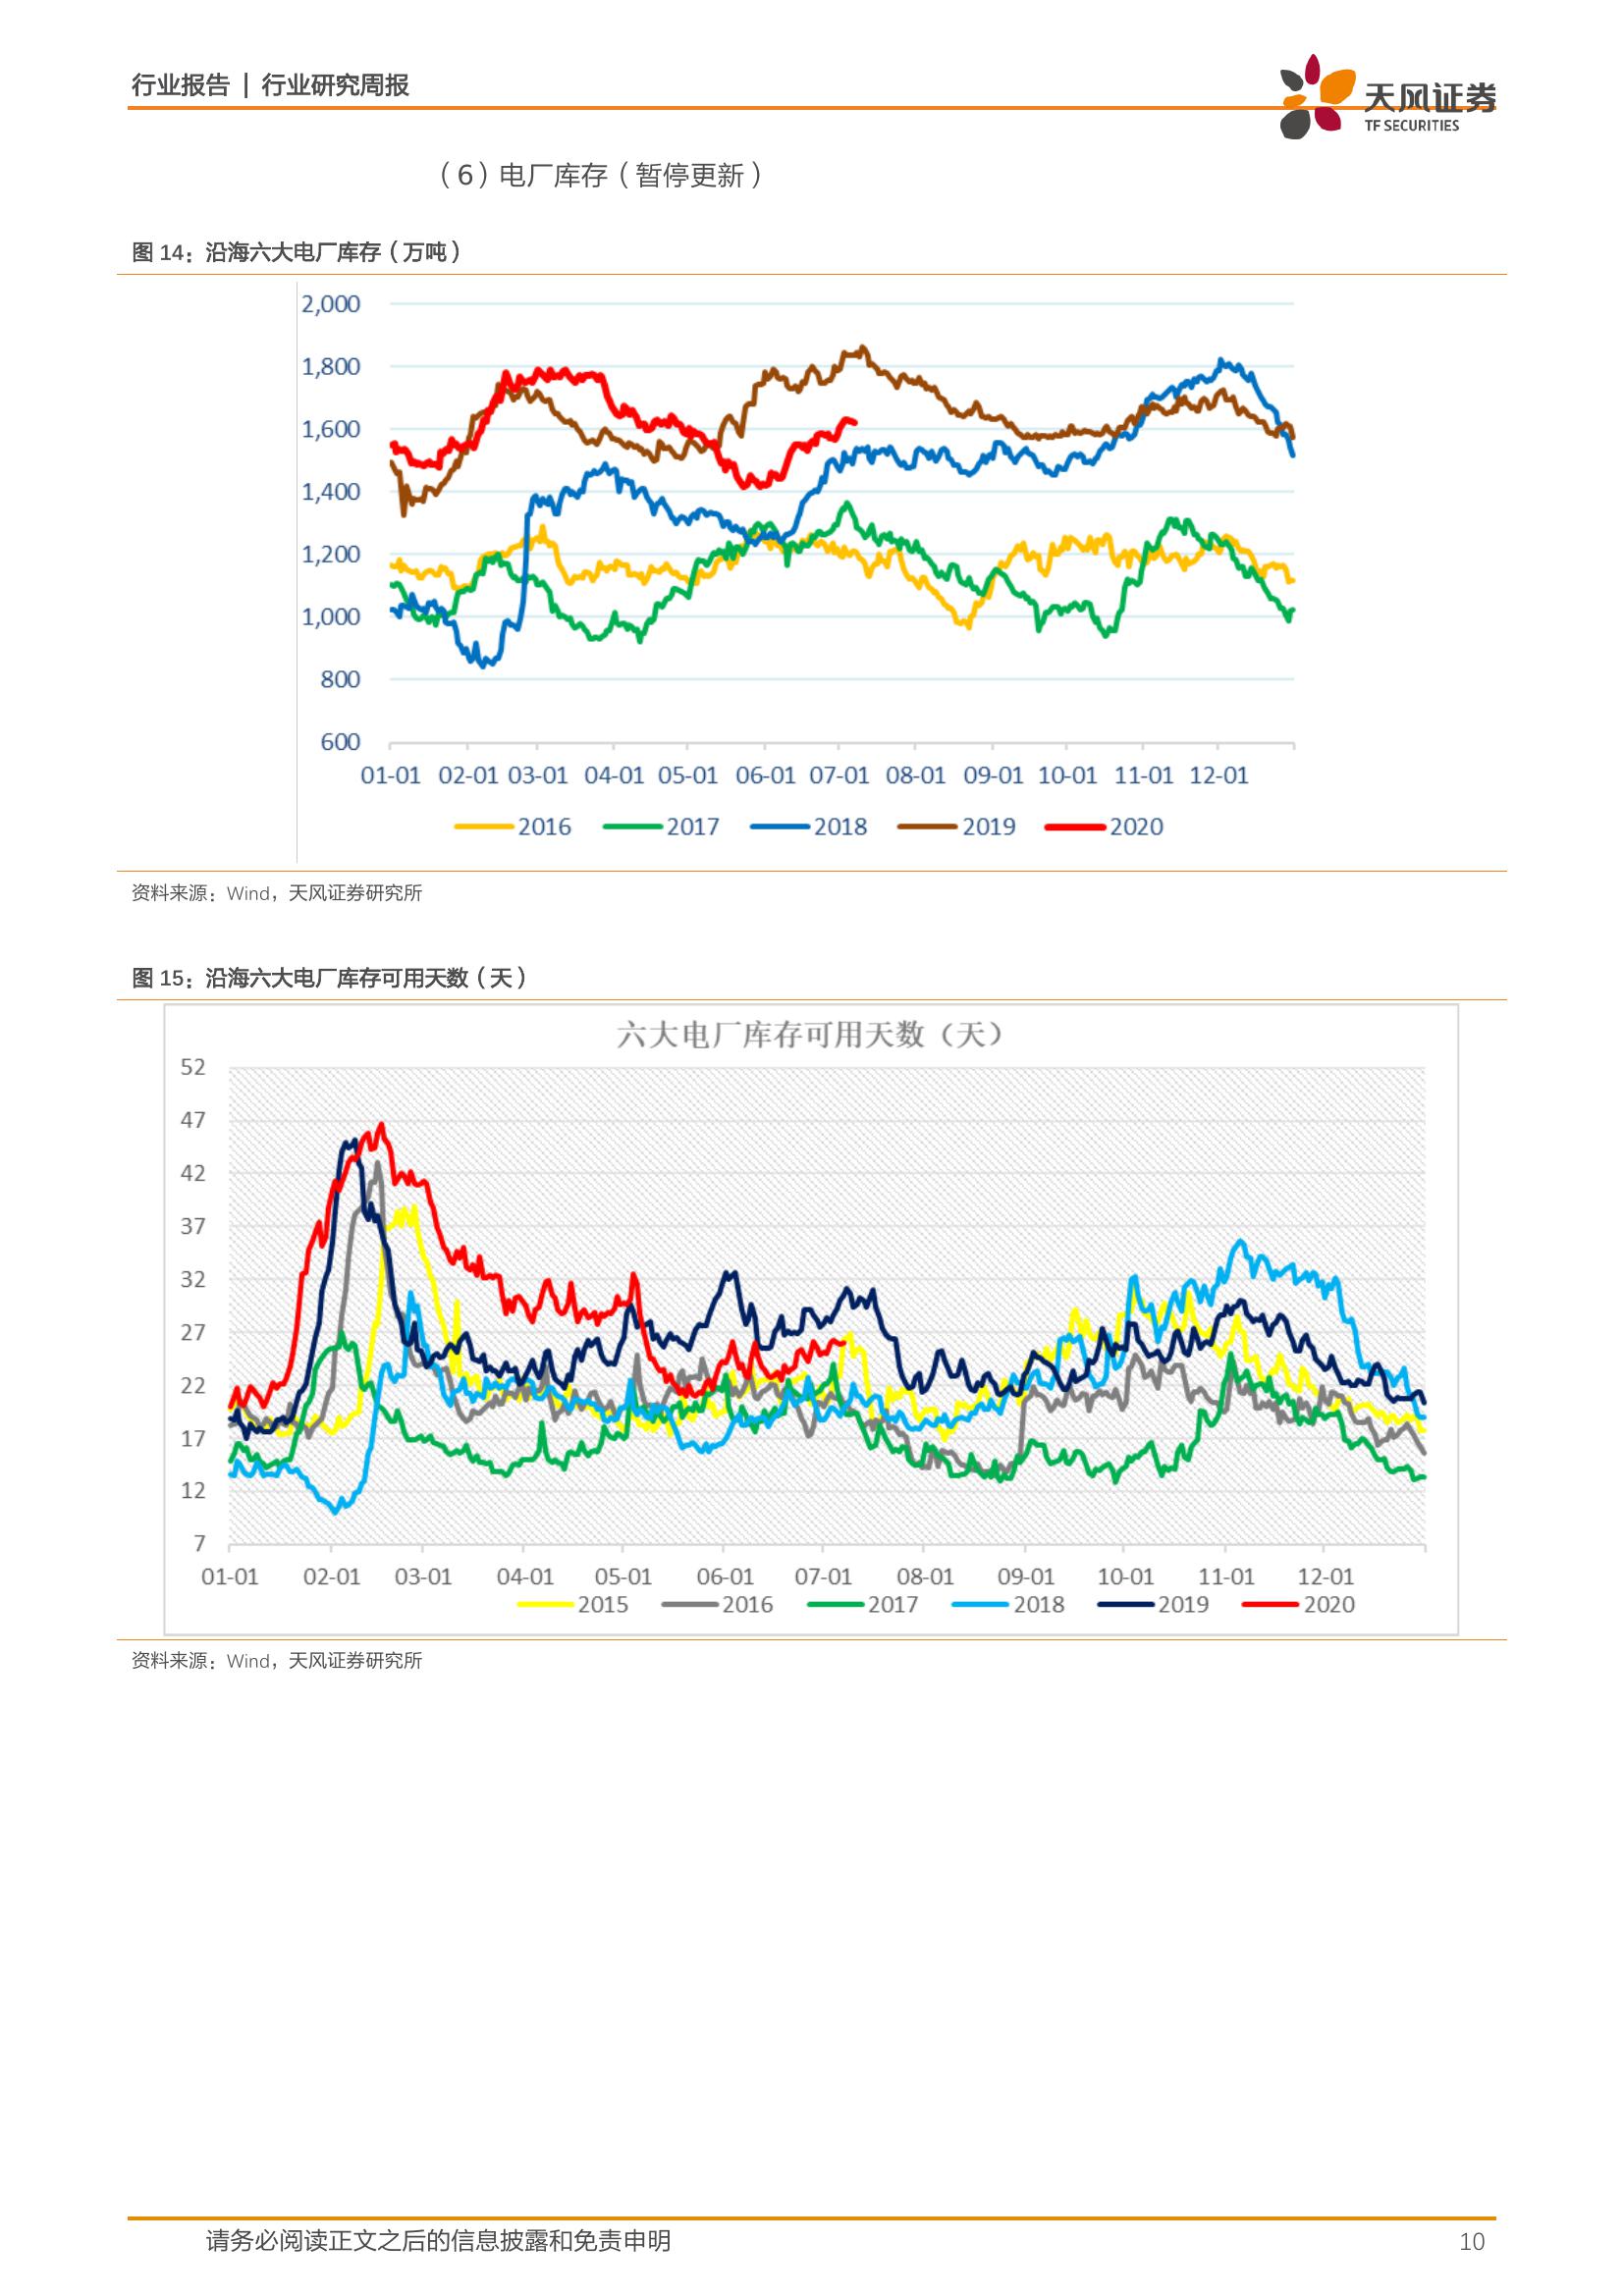 行业报告 | 行业研究周报
天风证券
TF SECURITIES
（6）电厂库存（暂停更新）
图 14：沿海六大电厂库存（万吨）
2,000
1,800
1,600
1,400
1,200
1,000
800
600
01-01 02-01 03-01 04-01 05-01 06-01 07-01 08-01 09-01 10-01 11-01 12-01
2016 2017 2018 2019 2020
资料来源：Wind，天风证券研究所
图 15：沿海六大电厂库存可用天数（天）
六大电厂库存可用天数（天）
52
47
42
37
32
27
22
17
12
7
01-01 02-01 03-01 04-01 05-01 06-01 07-01 08-01 09-01 10-01 11-01 12-01
2015 2016 2017 2018 2019 2020
资料来源：Wind，天风证券研究所
请务必阅读正文之后的信息披露和免责申明 10